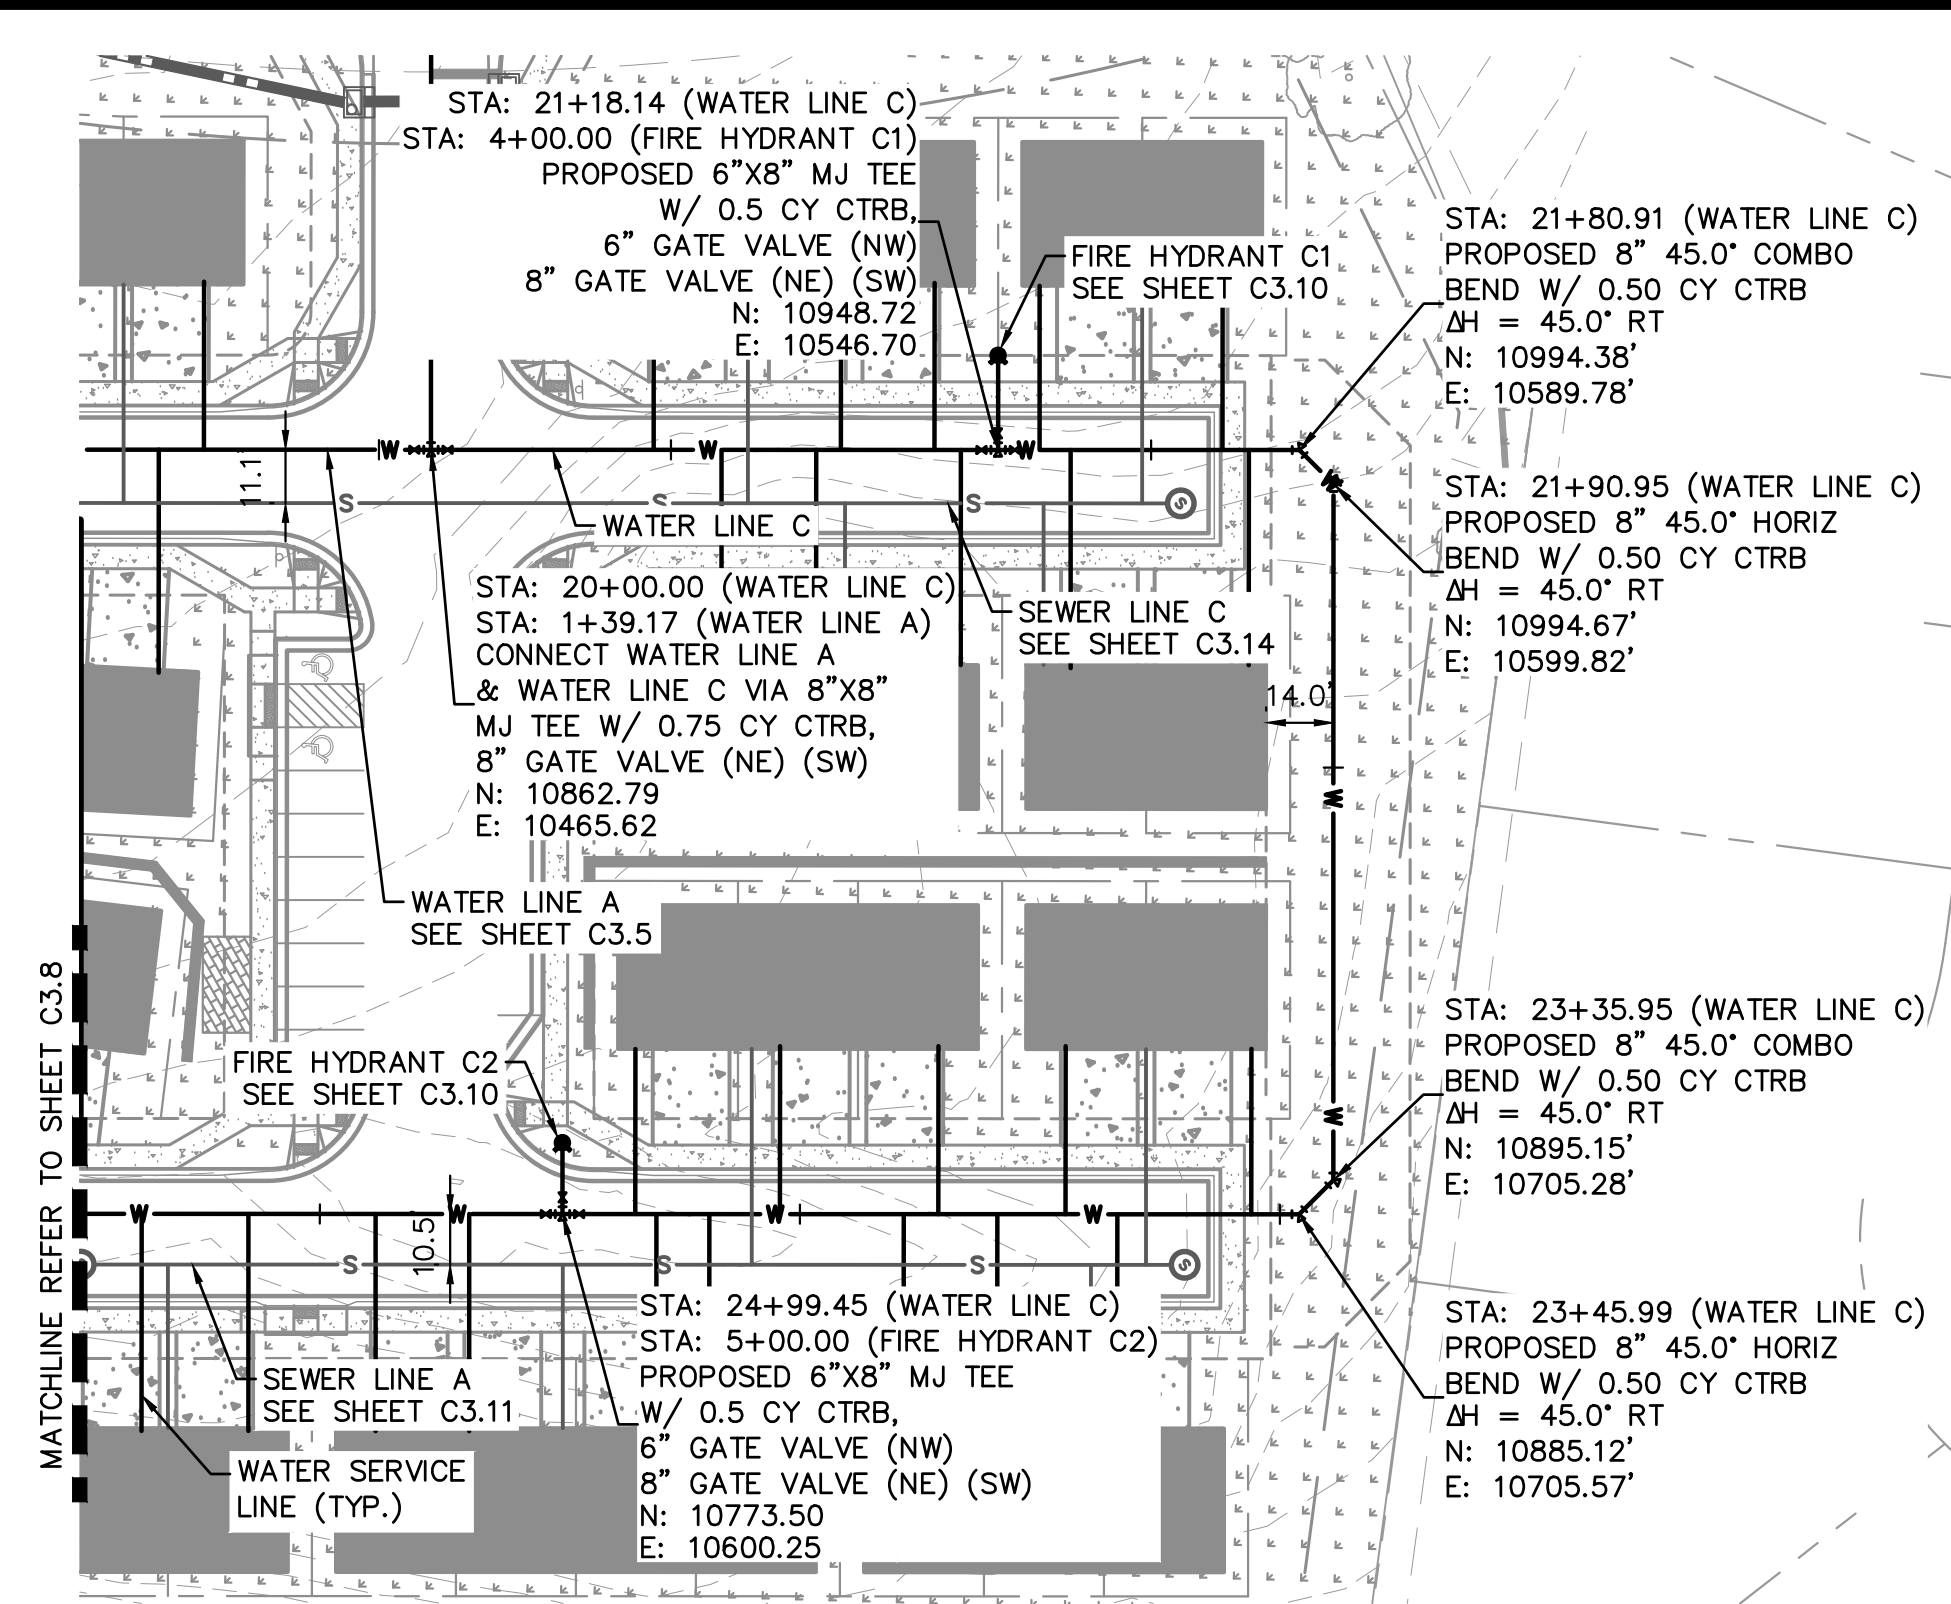 STA: 21+18.14 (WATER LINE C)
STA: 4+00.00 (FIRE HYDRANT C1)
PROPOSED 6”X8” MJ TEE
W/ 0.5 CY CTRB,
6” GATE VALVE (NW)
8” GATE VALVE (NE) (SW)
N: 10948.72
E: 10546.70
FIRE HYDRANT C1
SEE SHEET C3.10
STA: 21+80.91 (WATER LINE C)
PROPOSED 8” 45.0° COMBO
BEND W/ 0.50 CY CTRB
ΔH = 45.0° RT
N: 10994.38’
E: 10589.78’
STA: 21+90.95 (WATER LINE C)
PROPOSED 8” 45.0° HORIZ
BEND W/ 0.50 CY CTRB
ΔH = 45.0° RT
N: 10994.67’
E: 10599.82’
W
W
W
W
11.1'
S
S
S
S
WATER LINE C
STA: 20+00.00 (WATER LINE C)
STA: 1+39.17 (WATER LINE A)
CONNECT WATER LINE A
& WATER LINE C VIA 8”X8”
MJ TEE W/ 0.75 CY CTRB,
8” GATE VALVE (NE) (SW)
N: 10862.79
E: 10465.62
SEWER LINE C
SEE SHEET C3.14
14.0'
W
WATER LINE A
SEE SHEET C3.5
MATCHLINE REFER TO SHEET C3.8
FIRE HYDRANT C2
SEE SHEET C3.10
W
STA: 23+35.95 (WATER LINE C)
PROPOSED 8” 45.0° COMBO
BEND W/ 0.50 CY CTRB
ΔH = 45.0° RT
N: 10895.15’
E: 10705.28’
W
W
W
W
10.5'
S
S
S
S
STA: 23+45.99 (WATER LINE C)
PROPOSED 8” 45.0° HORIZ
BEND W/ 0.50 CY CTRB
ΔH = 45.0° RT
N: 10885.12’
E: 10705.57’
STA: 24+99.45 (WATER LINE C)
STA: 5+00.00 (FIRE HYDRANT C2)
PROPOSED 6”X8” MJ TEE
W/ 0.5 CY CTRB,
6” GATE VALVE (NW)
8” GATE VALVE (NE) (SW)
N: 10773.50
E: 10600.25
SEWER LINE A
SEE SHEET C3.11
WATER SERVICE
LINE (TYP.)